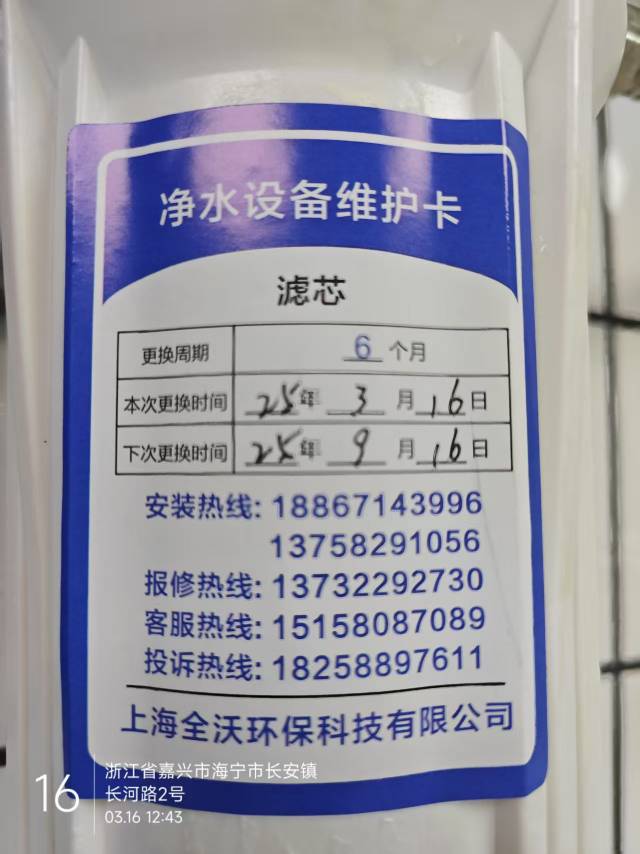 净水设备维护卡
滤芯
更换周期 6 个月
本次更换时间 25年 3 月 16日
下次更换时间 25年 9 月 16日
安装热线: 18867143996
13758291056
报修热线: 13732292730
客服热线: 15158087089
投诉热线: 18258897611
上海全沃环保科技有限公司
16
浙江省嘉兴市海宁市长安镇
长河路2号
03.16 12:43